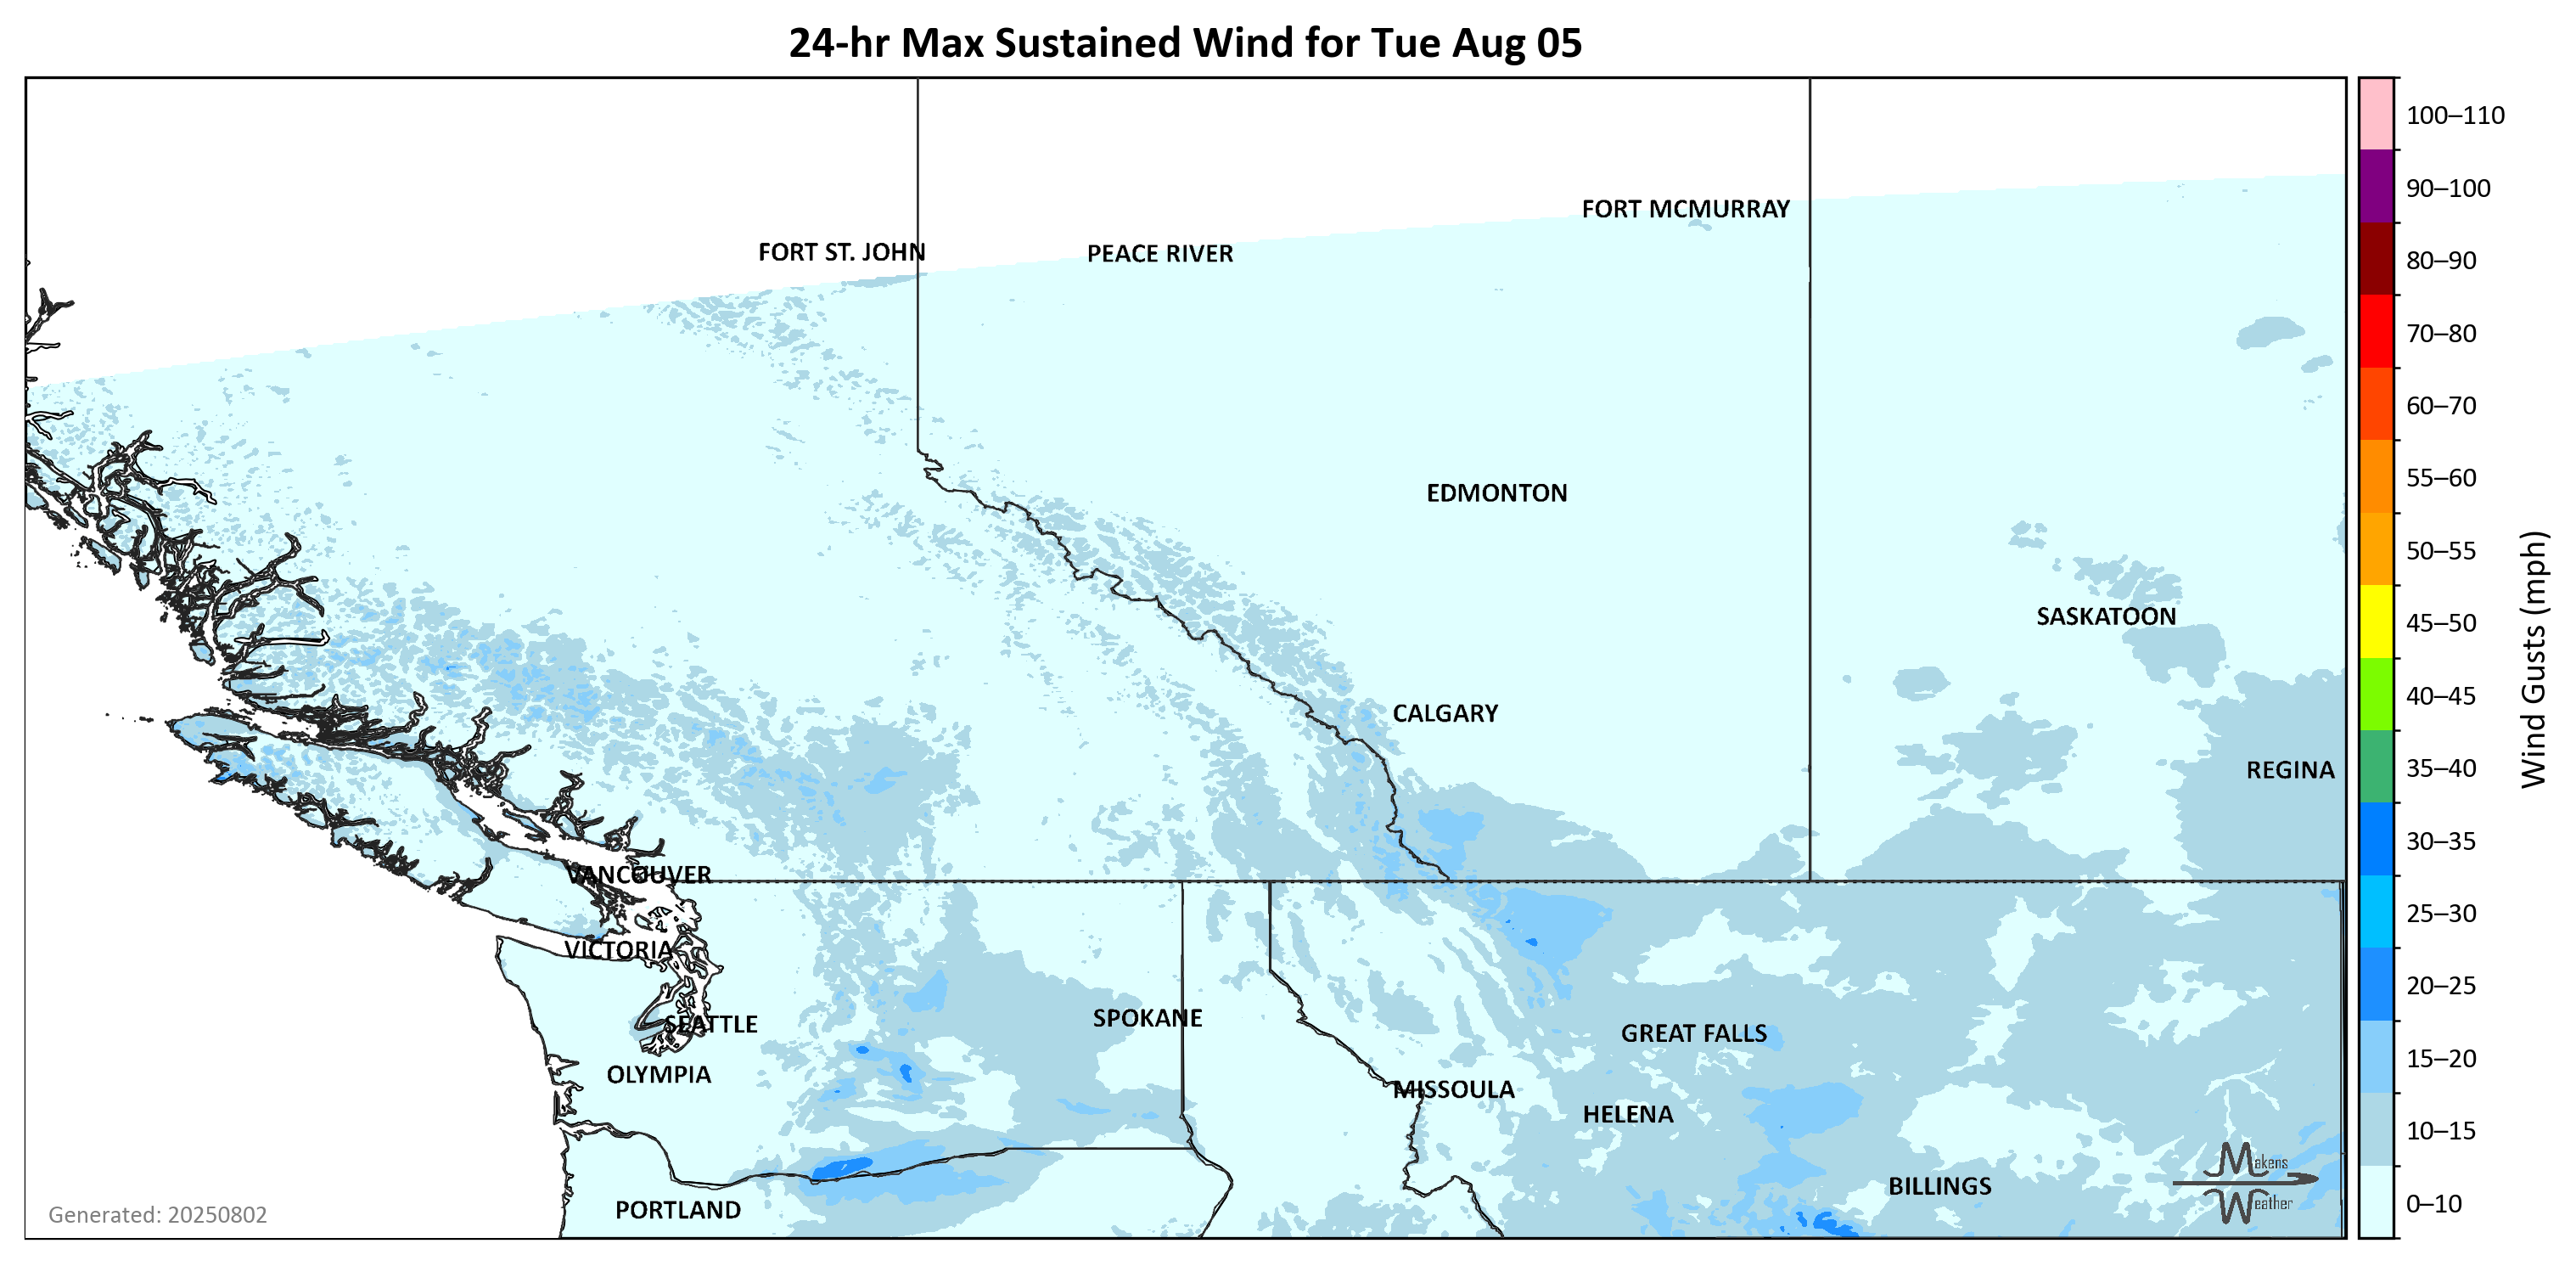 24-hr Max Sustained Wind for Tue Aug 05
100–110
FORT MCMURRAY
90–100
FORT ST. JOHN
PEACE RIVER
80–90
70–80
60–70
EDMONTON
55–60
50–55
SASKATOON
45–50
Wind Gusts (mph)
CALGARY
40–45
REGINA
35–40
30–35
VANCOUVER
25–30
VICTORIA
20–25
SPOKANE
SEATTLE
GREAT FALLS
15–20
OLYMPIA
MISSOULA
HELENA
10–15
Makens
Weather
BILLINGS
0–10
PORTLAND
Generated: 20250802